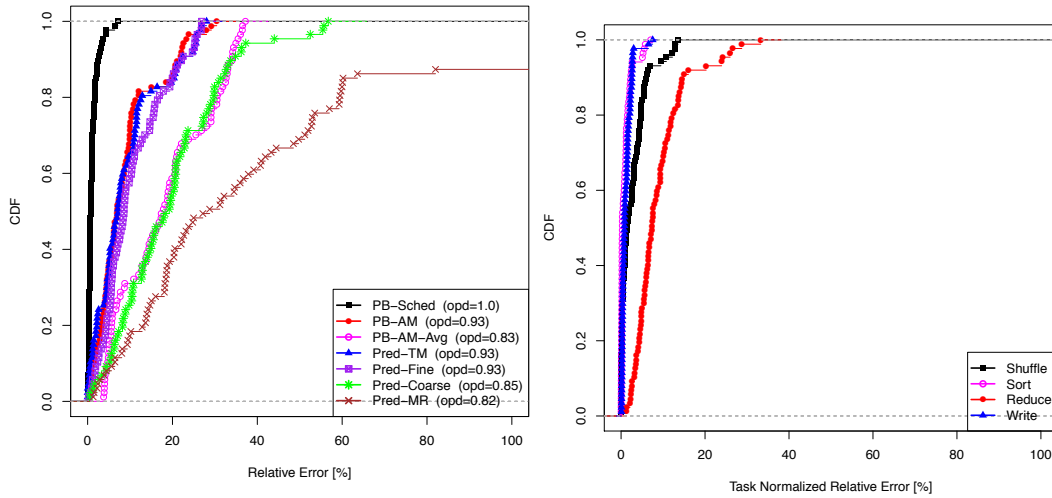 1.0
0.8
0.6
0.4
0.2
0.0
CDF
0 20 40 60 80 100
Relative Error [%]
PB−Sched (opd=1.0)
PB−AM (opd=0.93)
PB−AM−Avg (opd=0.83)
Pred−TM (opd=0.93)
Pred−Fine (opd=0.93)
Pred−Coarse (opd=0.85)
Pred−MR (opd=0.82)
1.0
0.8
0.6
0.4
0.2
0.0
CDF
0 20 40 60 80 100
Task Normalized Relative Error [%]
Shuffle
Sort
Reduce
Write